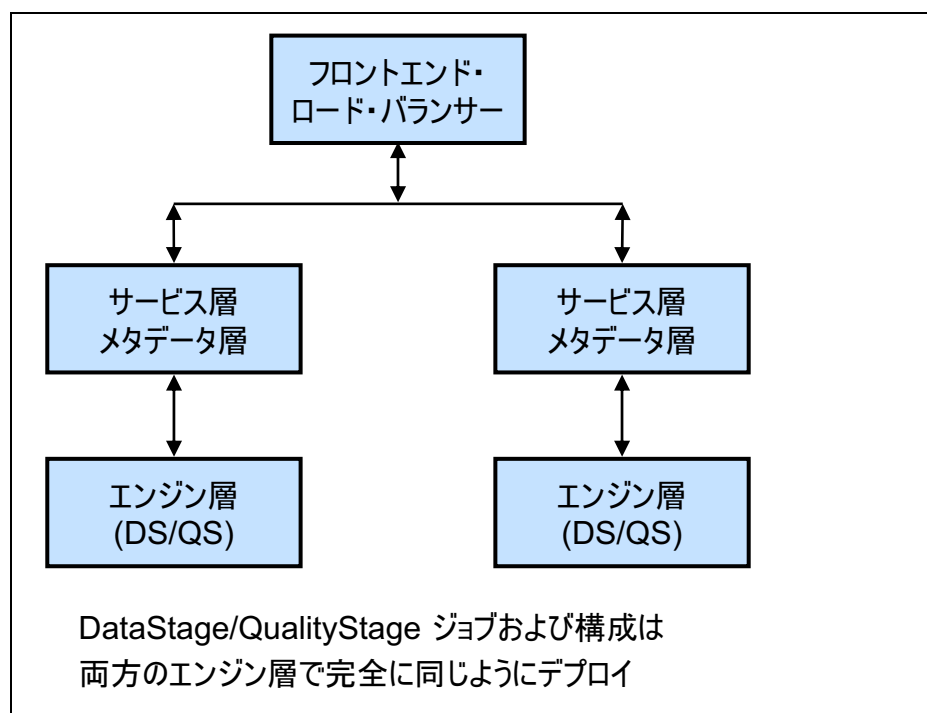 フロントエンド・
ロード・バランサー
サービス層
メタデータ層
サービス層
メタデータ層
エンジン層
(DS/QS)
エンジン層
(DS/QS)
DataStage/QualityStage ジョブおよび構成は
両方のエンジン層で完全に同じようにデプロイ